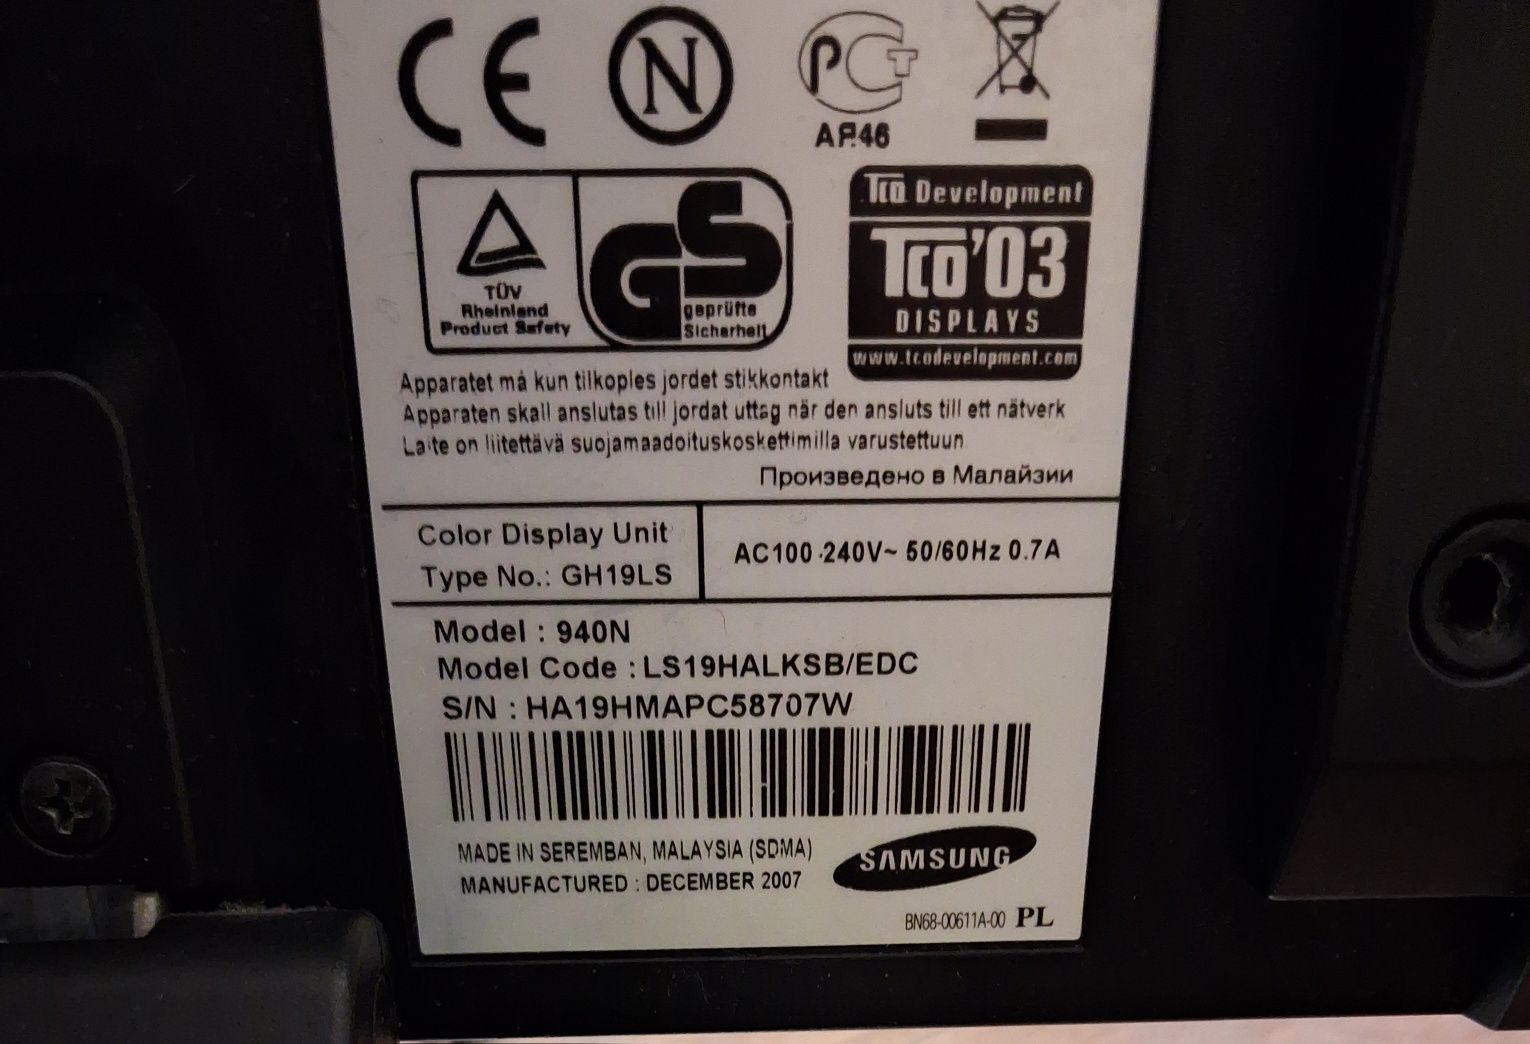 CE N PCT
AP.46
TÜV
Rheinland
Product Safety
GS
geprüfte
Sicherheit
TCO Development
TCO'03
DISPLAYS
www.tcodevelopment.com
Apparatet må kun tilkoples jordet stikkontakt
Apparaten skall anslutas till jordat uttag när den ansluts till ett nätverk
Laite on liitettävä suojamaadoituskoskettimilla varustettuun
Произведено в Малайзии
Color Display Unit
Type No.: GH19LS
AC100-240V~ 50/60Hz 0.7A
Model : 940N
Model Code : LS19HALKSB/EDC
S/N : HA19HMAPC58707W
MADE IN SEREMBAN, MALAYSIA (SDMA)
MANUFACTURED : DECEMBER 2007
SAMSUNG
BN68-00611A-00 PL